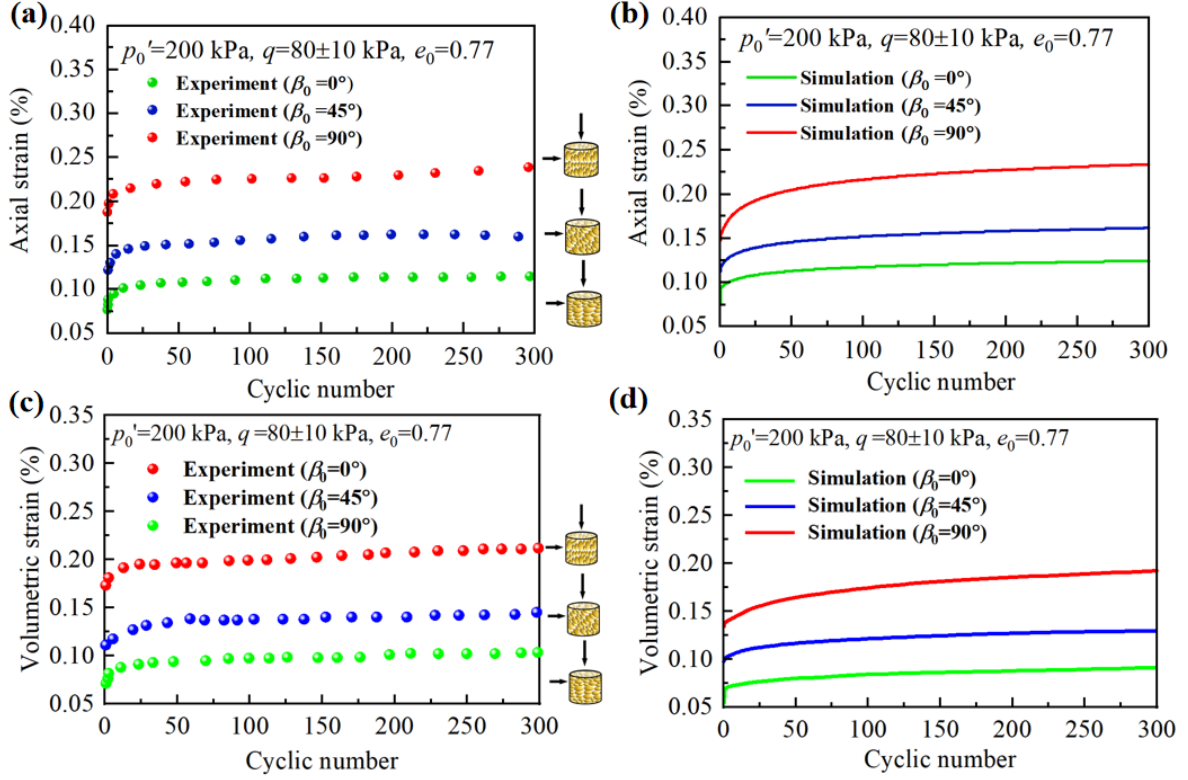 (a)
0.40
0.35
0.30
0.25
0.20
0.15
0.10
0.05
Axial strain (%)
p₀'=200 kPa, q=80±10 kPa, e₀=0.77
Experiment (β₀ =0°)
Experiment (β₀ =45°)
Experiment (β₀ =90°)
0 50 100 150 200 250 300
Cyclic number
(b)
0.40
0.35
0.30
0.25
0.20
0.15
0.10
0.05
Axial strain (%)
p₀'=200 kPa, q=80±10 kPa, e₀=0.77
Simulation (β₀ =0°)
Simulation (β₀ =45°)
Simulation (β₀ =90°)
0 50 100 150 200 250 300
Cyclic number
(c)
0.35
0.30
0.25
0.20
0.15
0.10
0.05
Volumetric strain (%)
p₀'=200 kPa, q =80±10 kPa, e₀=0.77
Experiment (β₀=0°)
Experiment (β₀=45°)
Experiment (β₀=90°)
0 50 100 150 200 250 300
Cyclic number
(d)
0.35
0.30
0.25
0.20
0.15
0.10
0.05
Volumetric strain (%)
p₀'=200 kPa, q =80±10 kPa, e₀=0.77
Simulation (β₀=0°)
Simulation (β₀=45°)
Simulation (β₀=90°)
0 50 100 150 200 250 300
Cyclic number